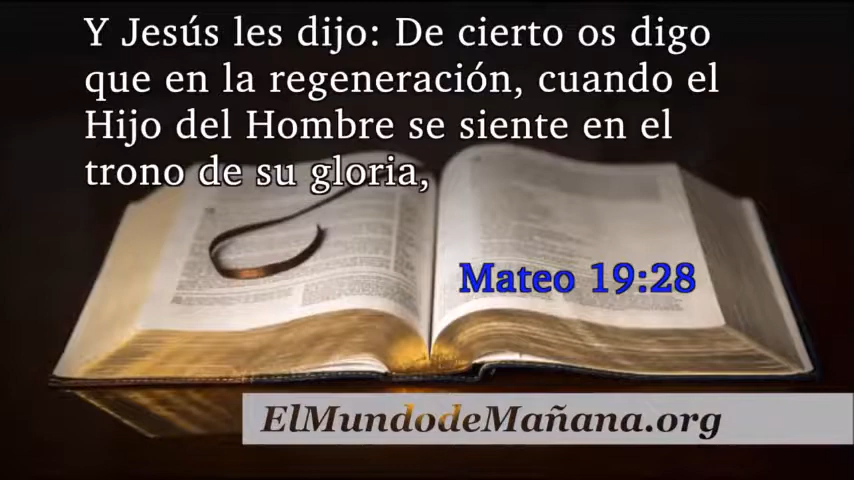 Y Jesús les dijo: De cierto os digo
que en la regeneración, cuando el
Hijo del Hombre se siente en el
trono de su gloria,
Mateo 19:28
ElMundodeMañana.org